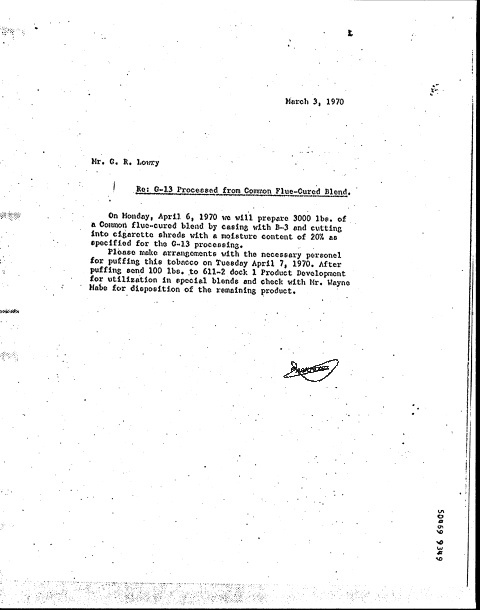 March 3, 1970
Mr. G. R. Lowry
Re: G-13 Processed from Common Flue-Cured Blend.
On Monday, April 6, 1970 we will prepare 3000 lbs. of
a Common flue-cured blend by casing with B-3 and cutting
into cigarette shreds with a moisture content of 20% as
specified for the G-13 processing.
Please make arrangements with the necessary personel
for puffing this tobacco on Tuesday April 7, 1970. After
puffing send 100 lbs. to 611-2 dock 1 Product Development
for utilization in special blends and check with Mr. Wayne
Mabe for disposition of the remaining product.
50469 9349